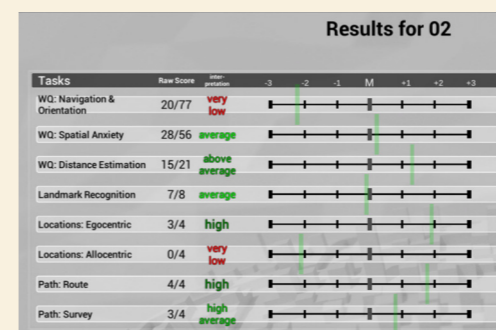 Results for 02
Tasks Raw Score inter-pretation -3 -2 -1 M +1 +2 +3
WQ: Navigation &
Orientation 20/77 very low
WQ: Spatial Anxiety 28/56 average
WQ: Distance Estimation 15/21 above average
Landmark Recognition 7/8 average
Locations: Egocentric 3/4 high
Locations: Allocentric 0/4 very low
Path: Route 4/4 high
Path: Survey 3/4 high average